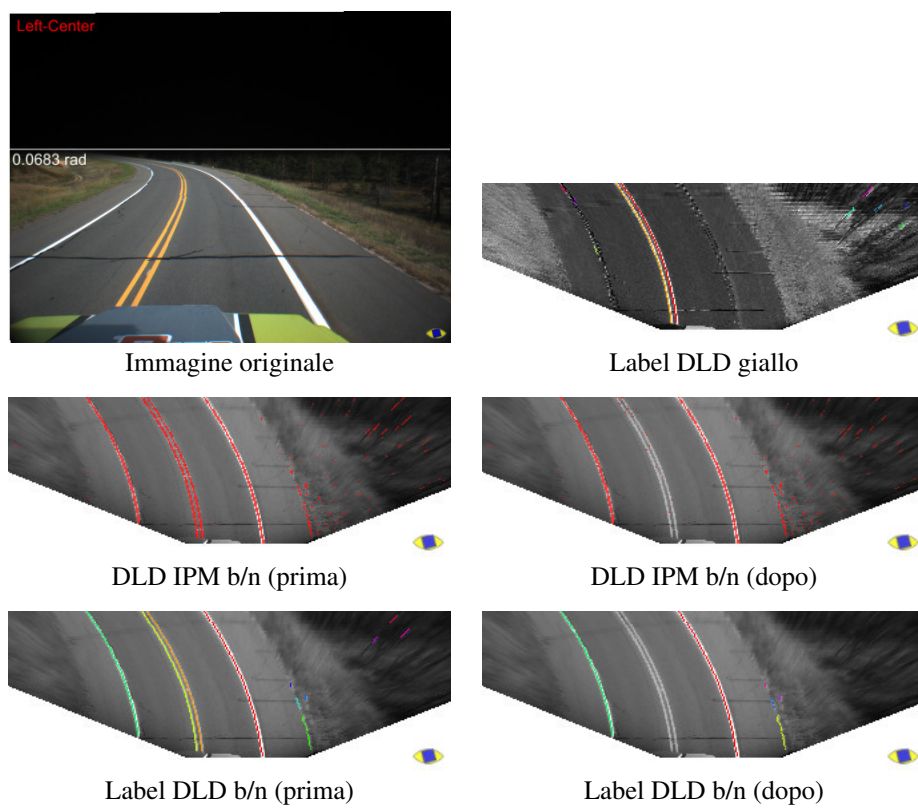 Left-Center
0.0683 rad
Immagine originale
Label DLD giallo
DLD IPM b/n (prima)
DLD IPM b/n (dopo)
Label DLD b/n (prima)
Label DLD b/n (dopo)